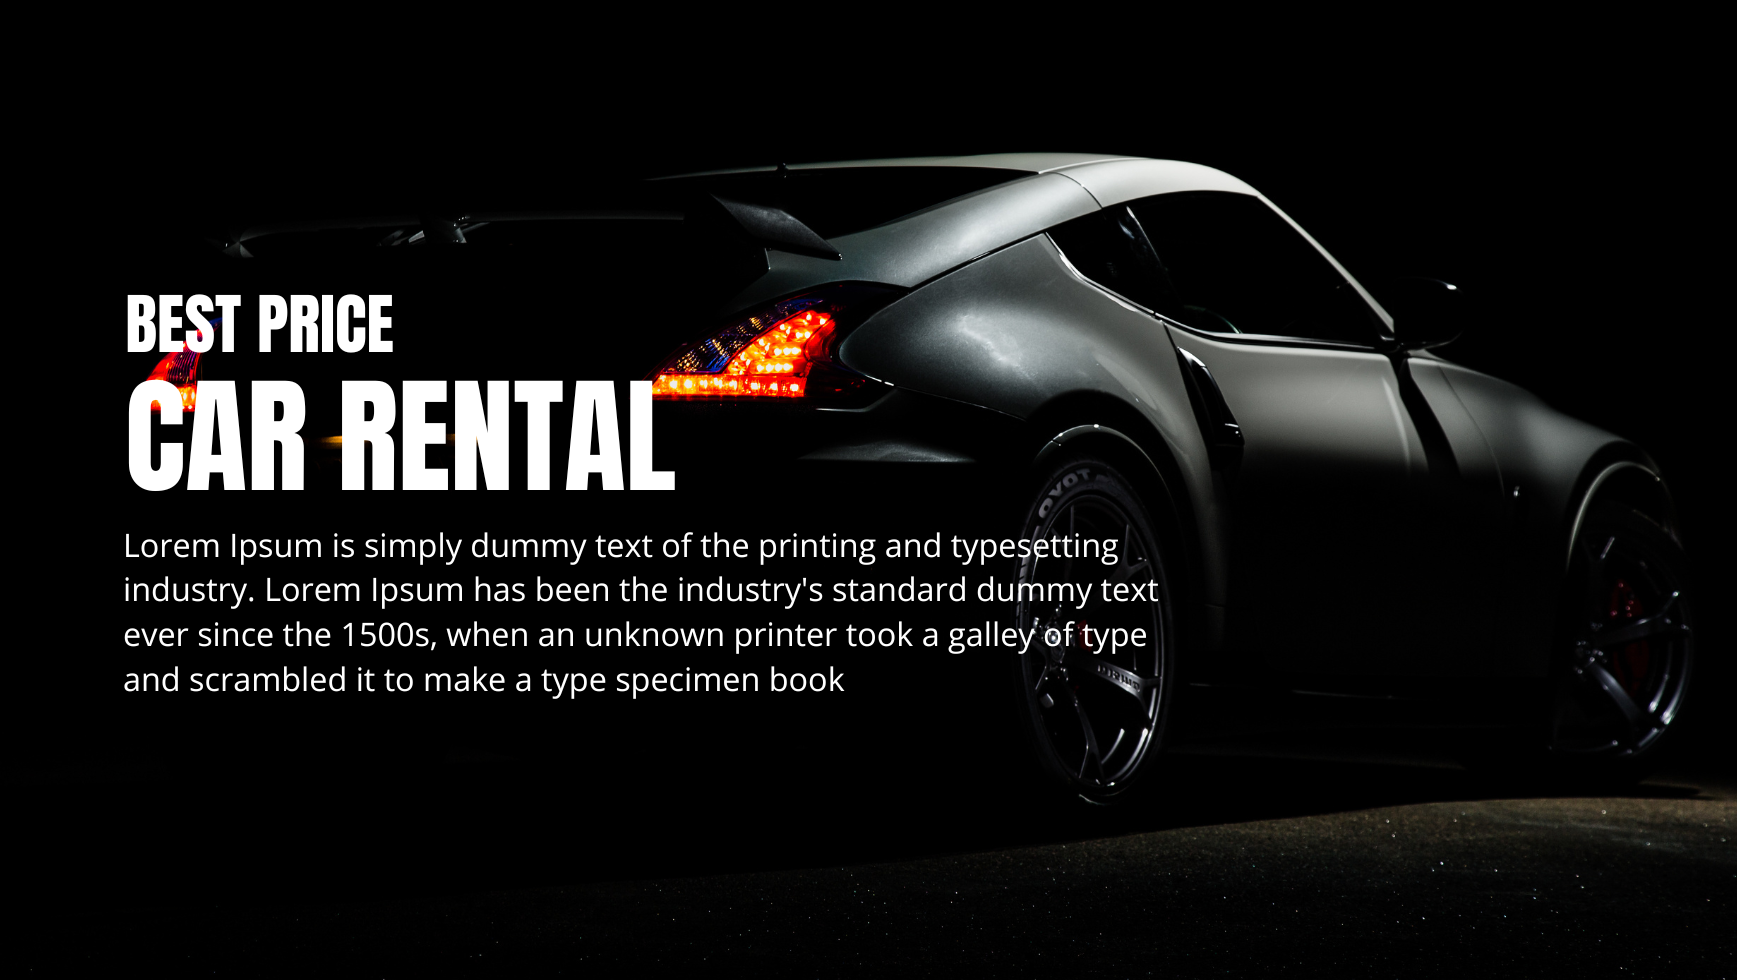 BEST PRICE
CAR RENTAL
Lorem Ipsum is simply dummy text of the printing and typesetting
industry. Lorem Ipsum has been the industry's standard dummy text
ever since the 1500s, when an unknown printer took a galley of type
and scrambled it to make a type specimen book